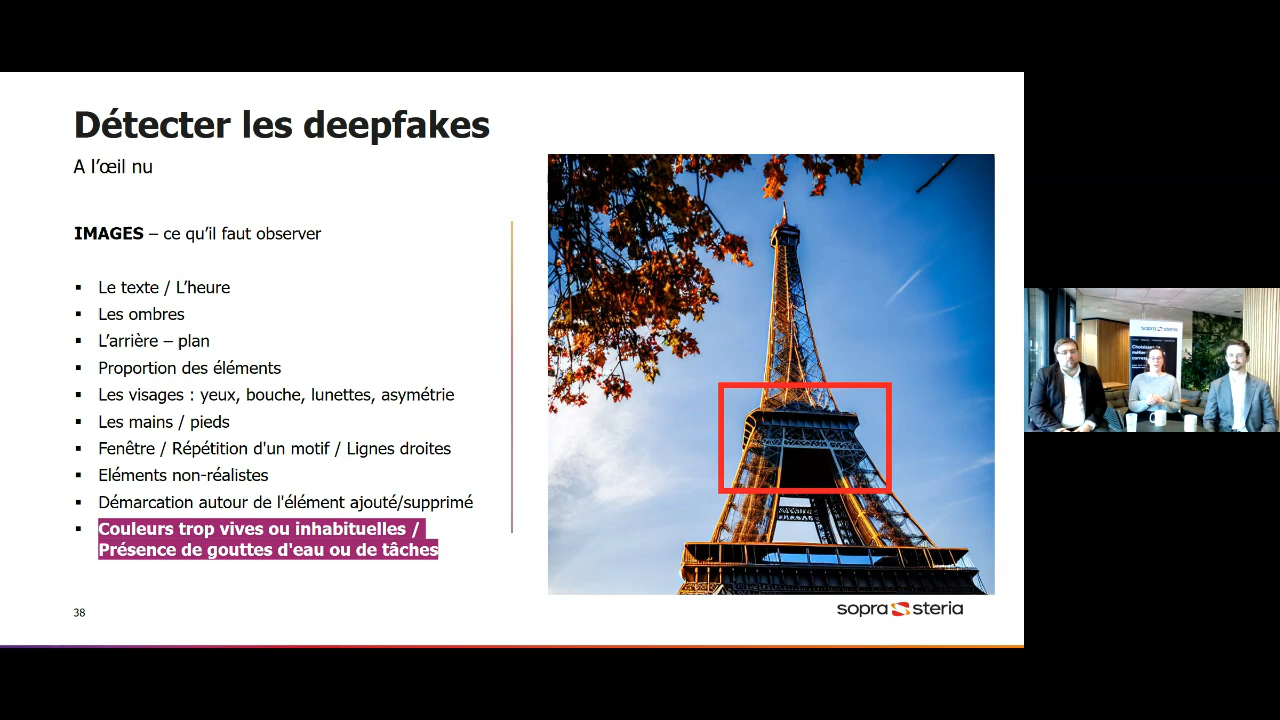 Détecter les deepfakes
A l'œil nu
IMAGES – ce qu'il faut observer
▪ Le texte / L'heure
▪ Les ombres
▪ L'arrière – plan
▪ Proportion des éléments
▪ Les visages : yeux, bouche, lunettes, asymétrie
▪ Les mains / pieds
▪ Fenêtre / Répétition d'un motif / Lignes droites
▪ Eléments non-réalistes
▪ Démarcation autour de l'élément ajouté/supprimé
▪ Couleurs trop vives ou inhabituelles /
Présence de gouttes d'eau ou de tâches
38
sopra steria
sopra steria